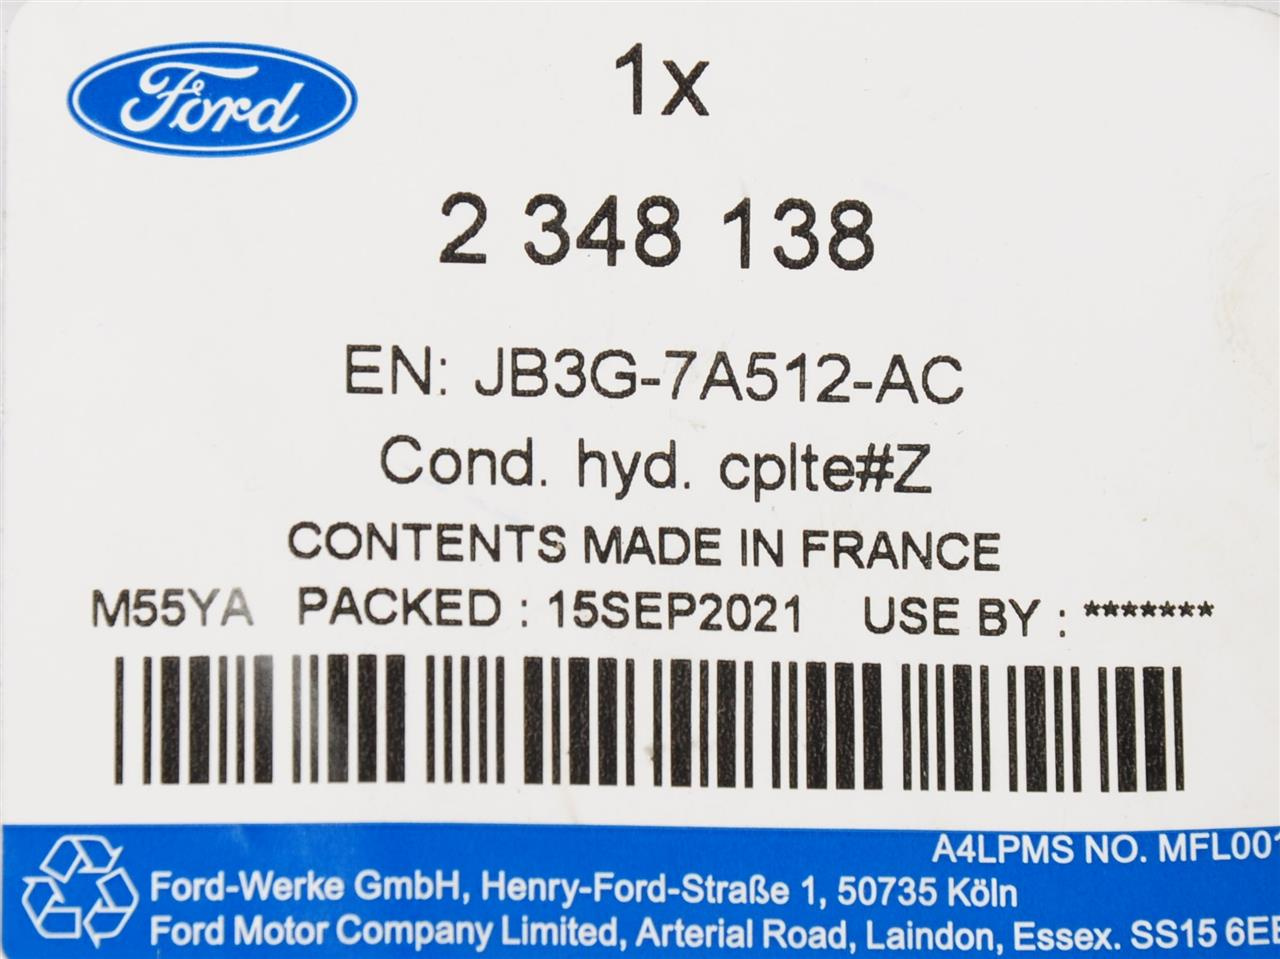 Ford
1x
2 348 138
EN: JB3G-7A512-AC
Cond. hyd. cplte#Z
CONTENTS MADE IN FRANCE
M55YA PACKED : 15SEP2021 USE BY : *******
A4LPMS NO. MFL001
Ford-Werke GmbH, Henry-Ford-Straße 1, 50735 Köln
Ford Motor Company Limited, Arterial Road, Laindon, Essex. SS15 6EE